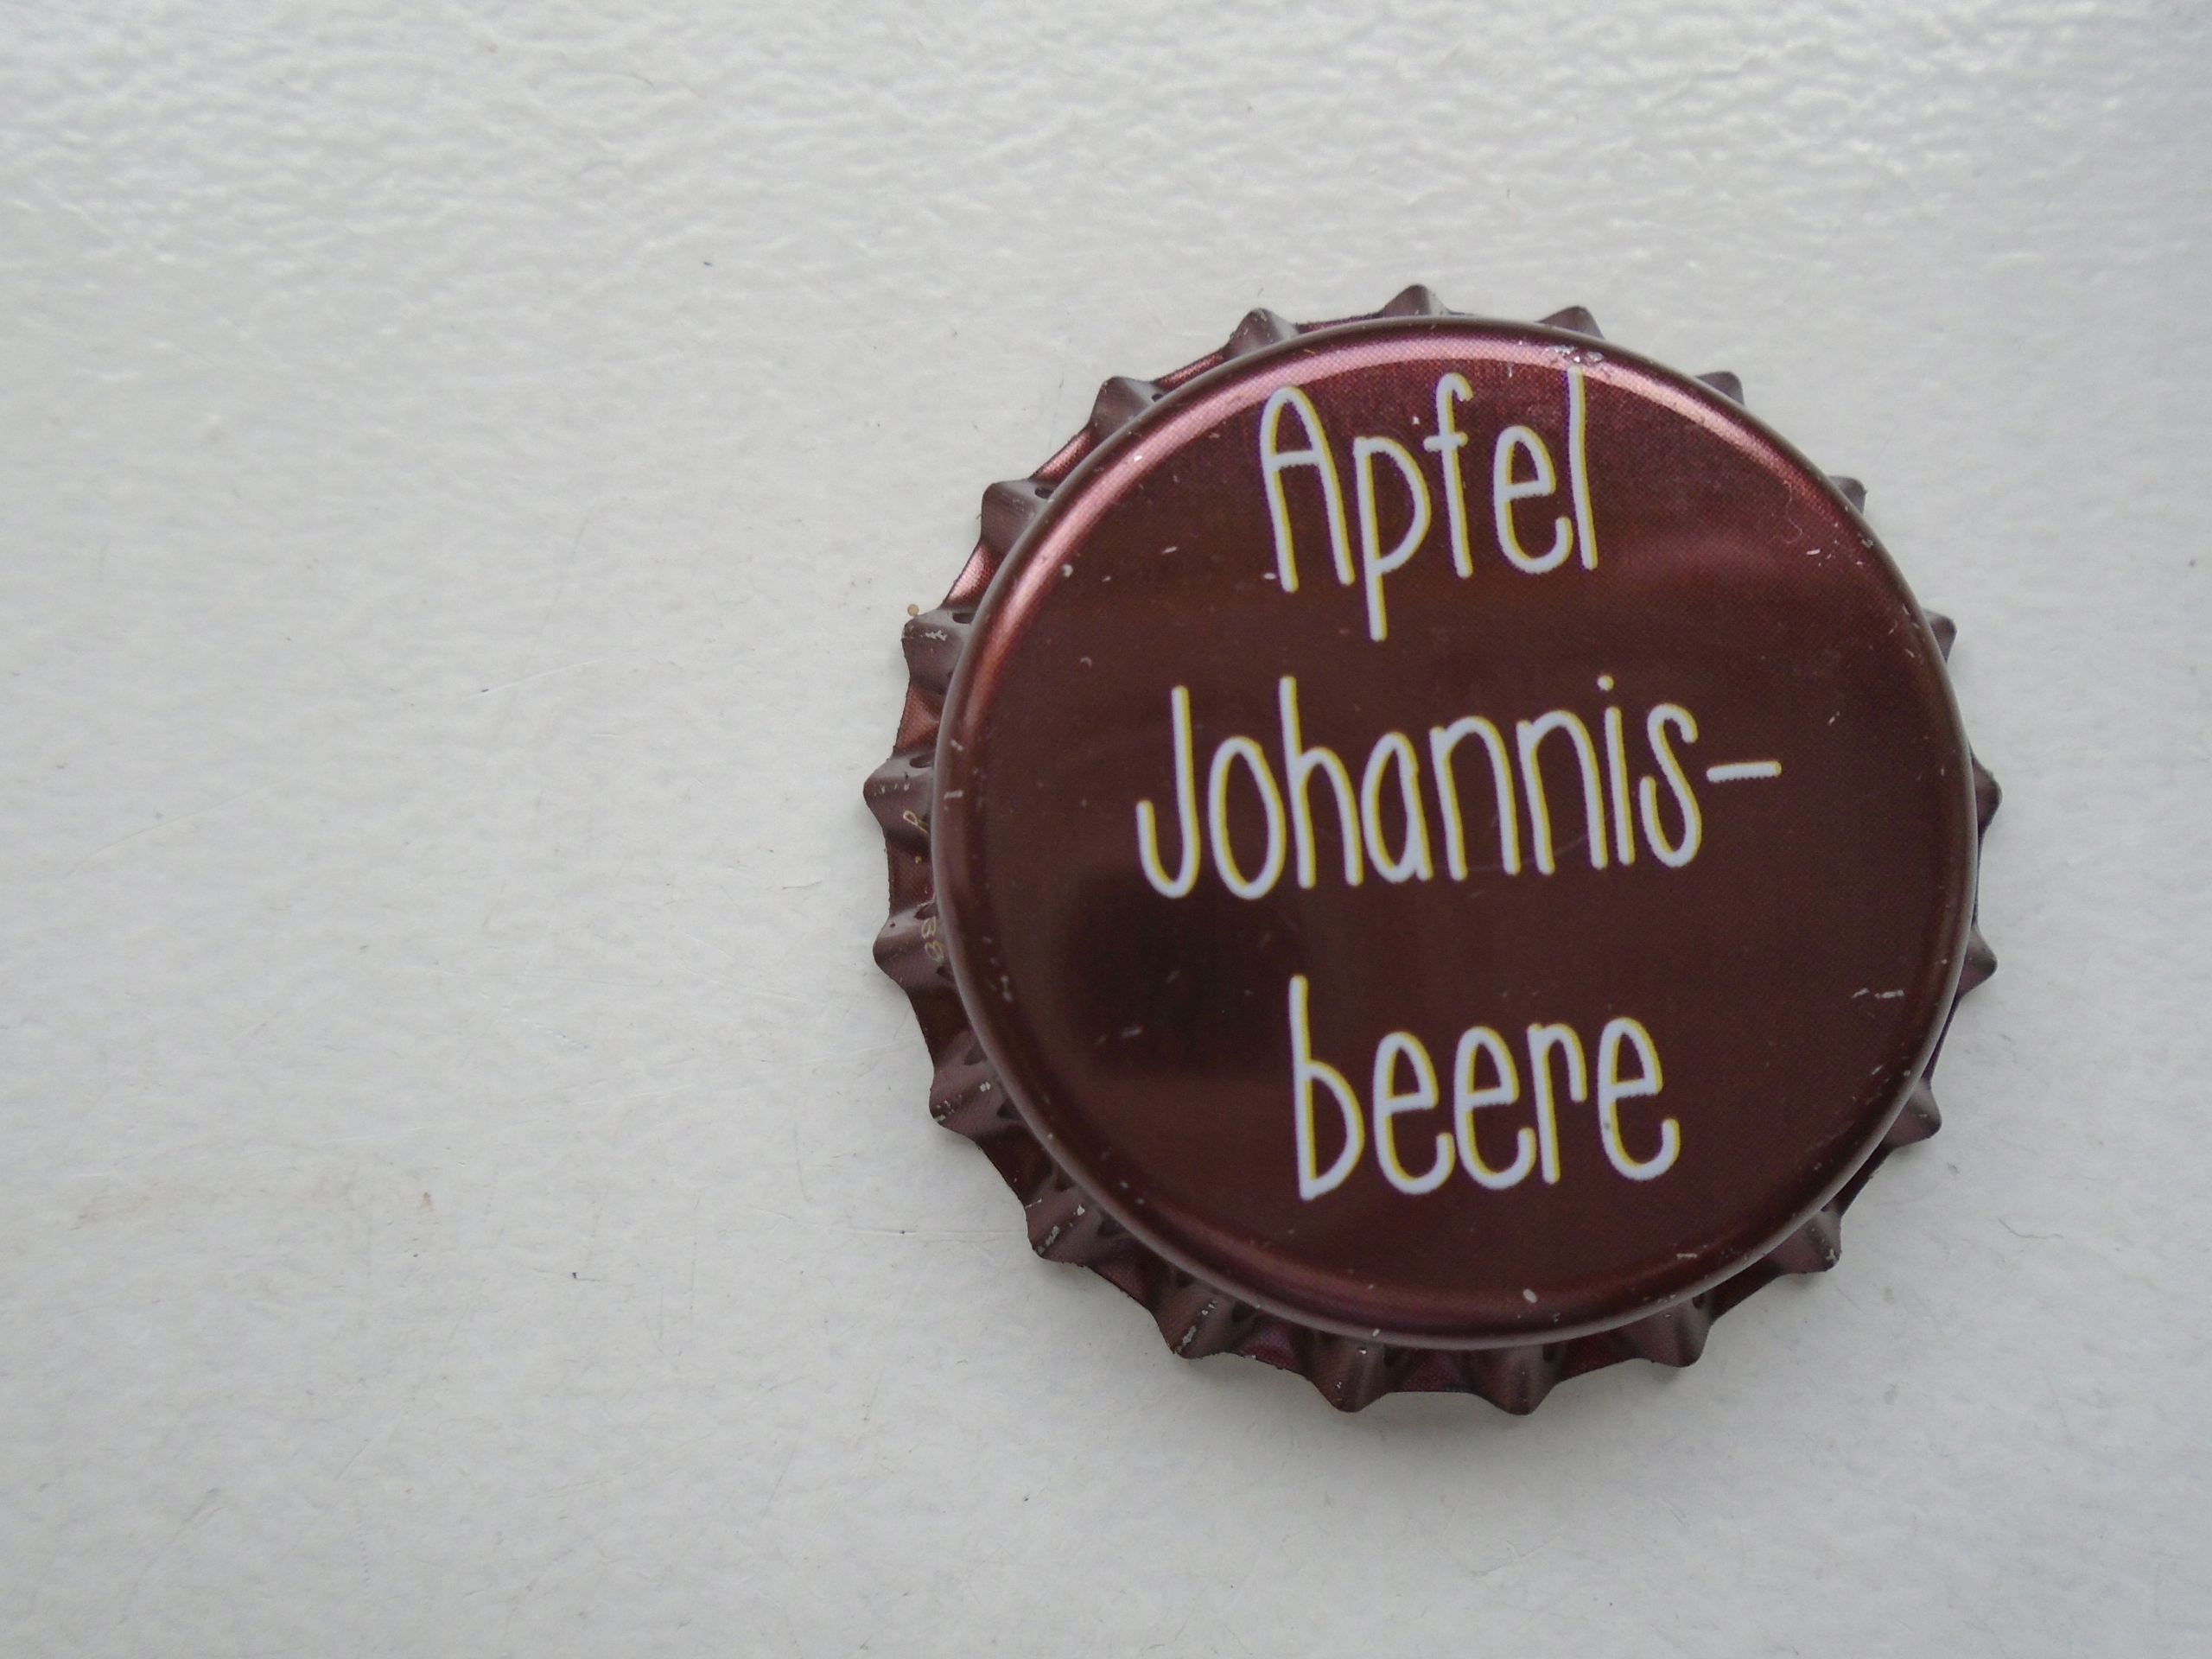 Apfel
Johannis-
beere